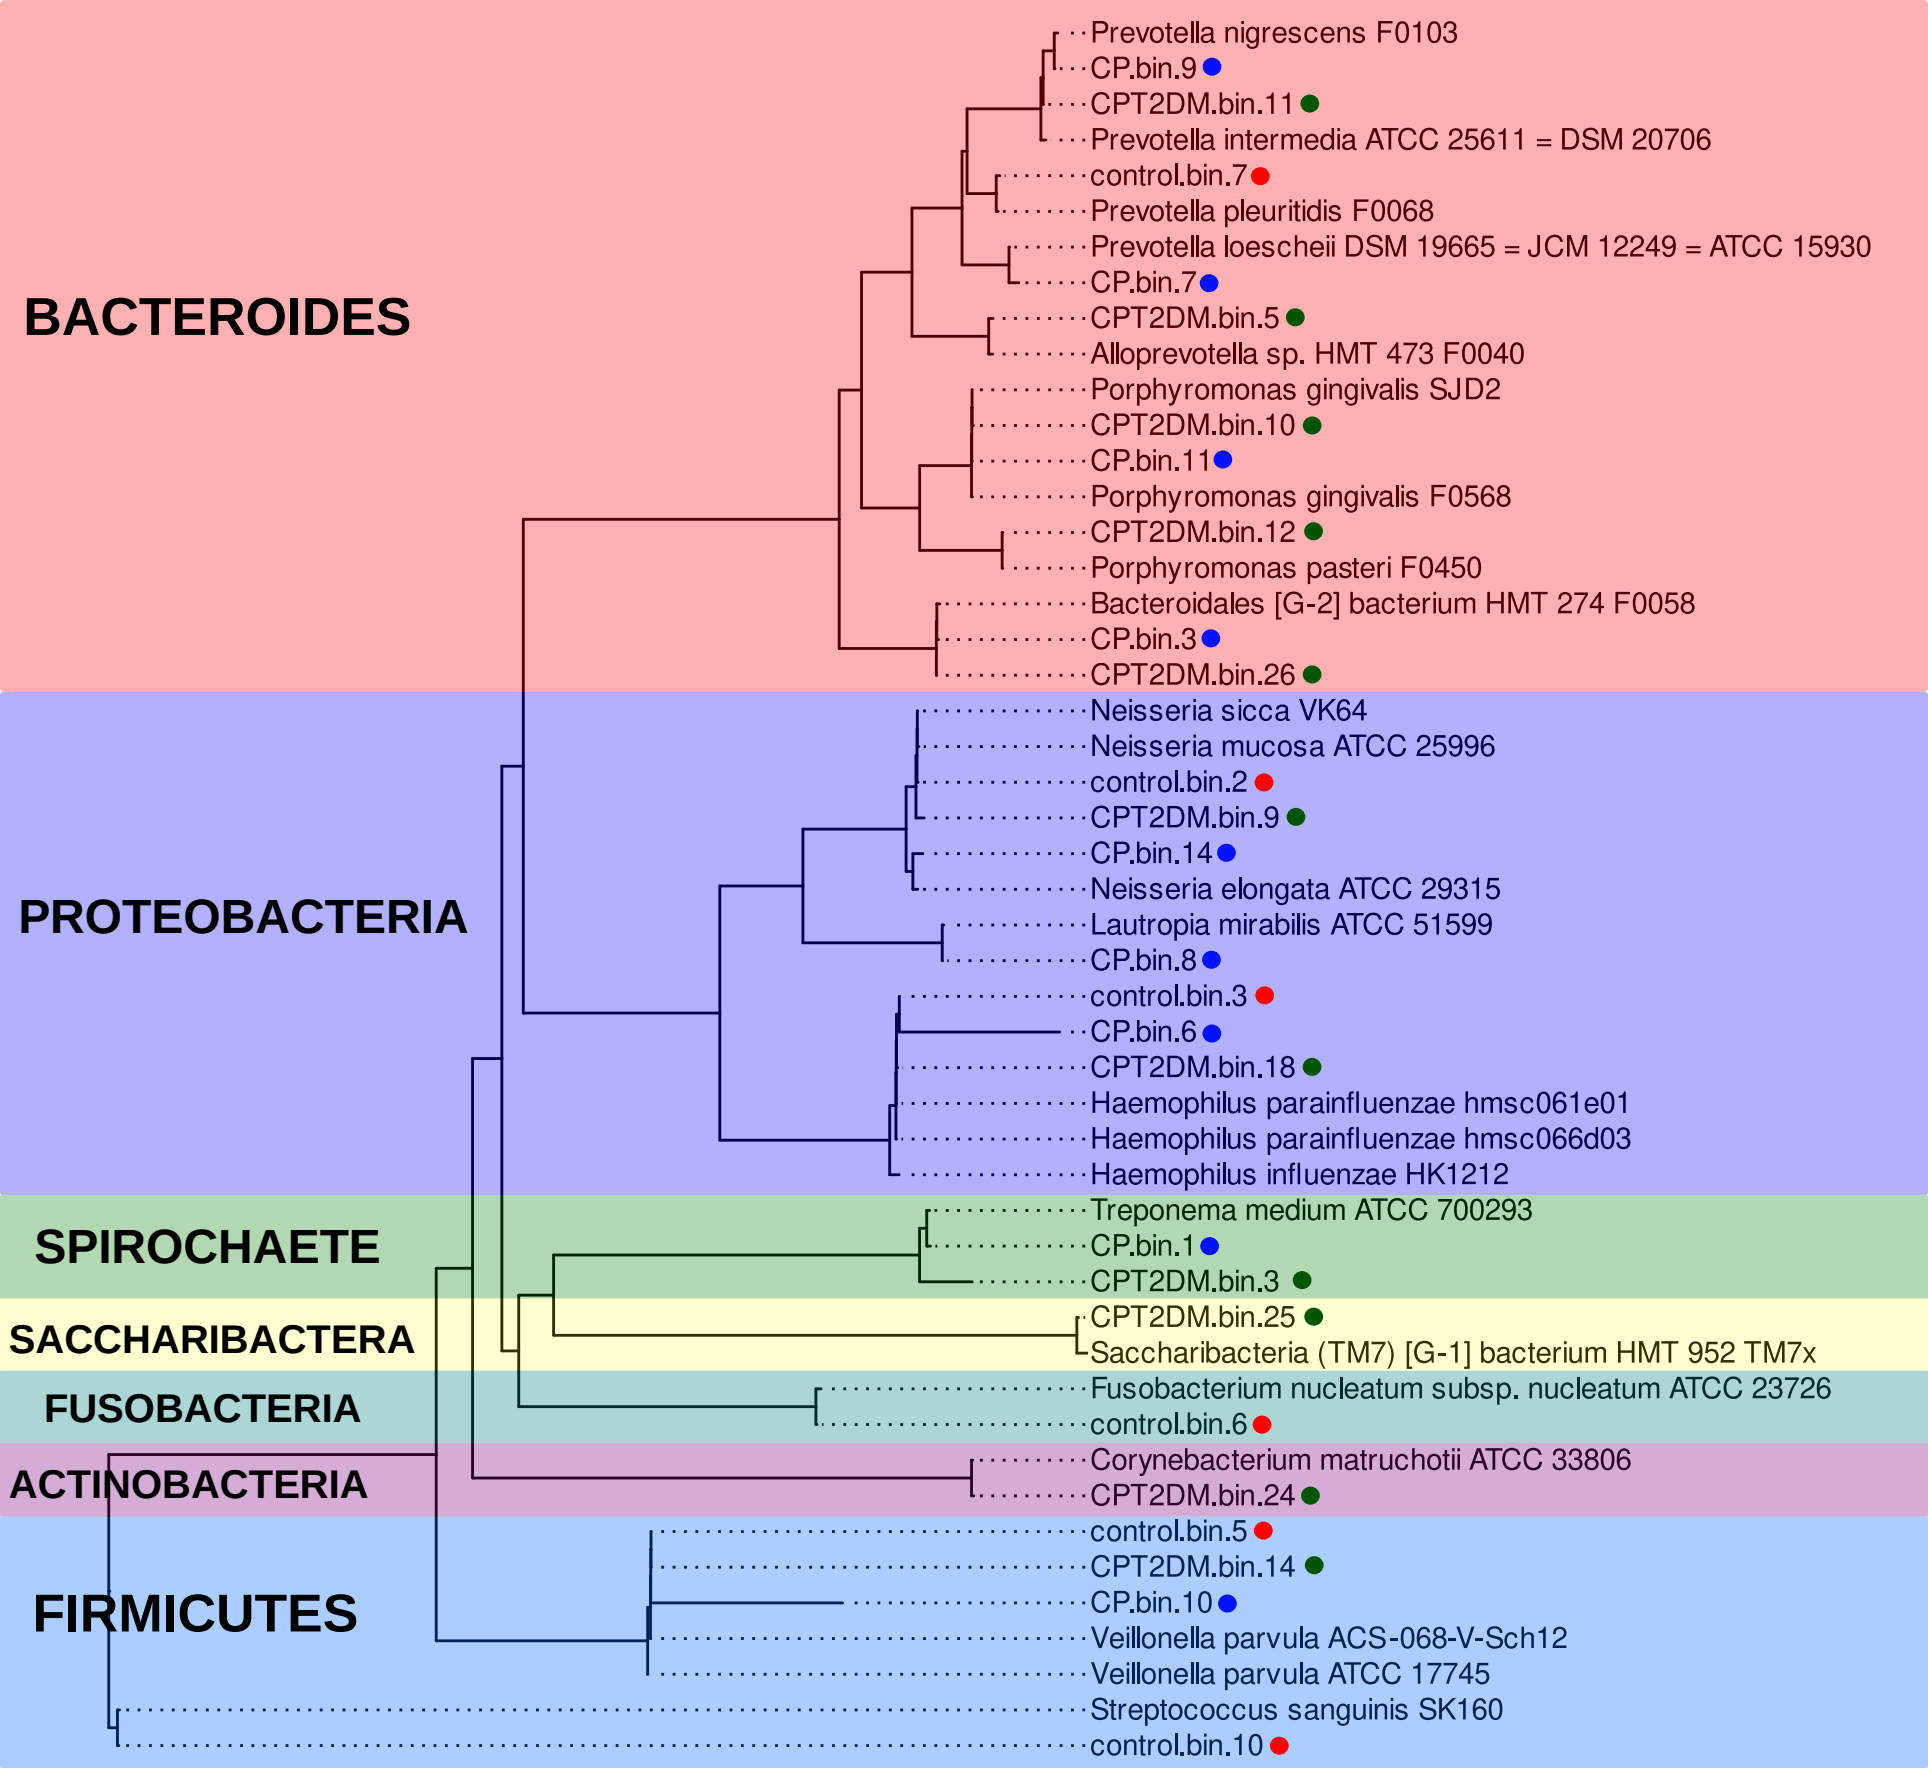 Prevotella nigrescens F0103
CP.bin.9
CPT2DM.bin.11
Prevotella intermedia ATCC 25611 = DSM 20706
control.bin.7
Prevotella pleuritidis F0068
Prevotella loescheii DSM 19665 = JCM 12249 = ATCC 15930
CP.bin.7
BACTEROIDES
CPT2DM.bin.5
Alloprevotella sp. HMT 473 F0040
Porphyromonas gingivalis SJD2
CPT2DM.bin.10
CP.bin.11
Porphyromonas gingivalis F0568
CPT2DM.bin.12
Porphyromonas pasteri F0450
Bacteroidales [G-2] bacterium HMT 274 F0058
CP.bin.3
CPT2DM.bin.26
Neisseria sicca VK64
Neisseria mucosa ATCC 25996
control.bin.2
CPT2DM.bin.9
CP.bin.14
Neisseria elongata ATCC 29315
PROTEOBACTERIA
Lautropia mirabilis ATCC 51599
CP.bin.8
control.bin.3
CP.bin.6
CPT2DM.bin.18
Haemophilus parainfluenzae hmsc061e01
Haemophilus parainfluenzae hmsc066d03
Haemophilus influenzae HK1212
Treponema medium ATCC 700293
SPIROCHAETE
CP.bin.1
CPT2DM.bin.3
CPT2DM.bin.25
SACCHARIBACTERA
Saccharibacteria (TM7) [G-1] bacterium HMT 952 TM7x
Fusobacterium nucleatum subsp. nucleatum ATCC 23726
FUSOBACTERIA
control.bin.6
Corynebacterium matruchotii ATCC 33806
ACTINOBACTERIA
CPT2DM.bin.24
control.bin.5
CPT2DM.bin.14
CP.bin.10
FIRMICUTES
Veillonella parvula ACS-068-V-Sch12
Veillonella parvula ATCC 17745
Streptococcus sanguinis SK160
control.bin.10